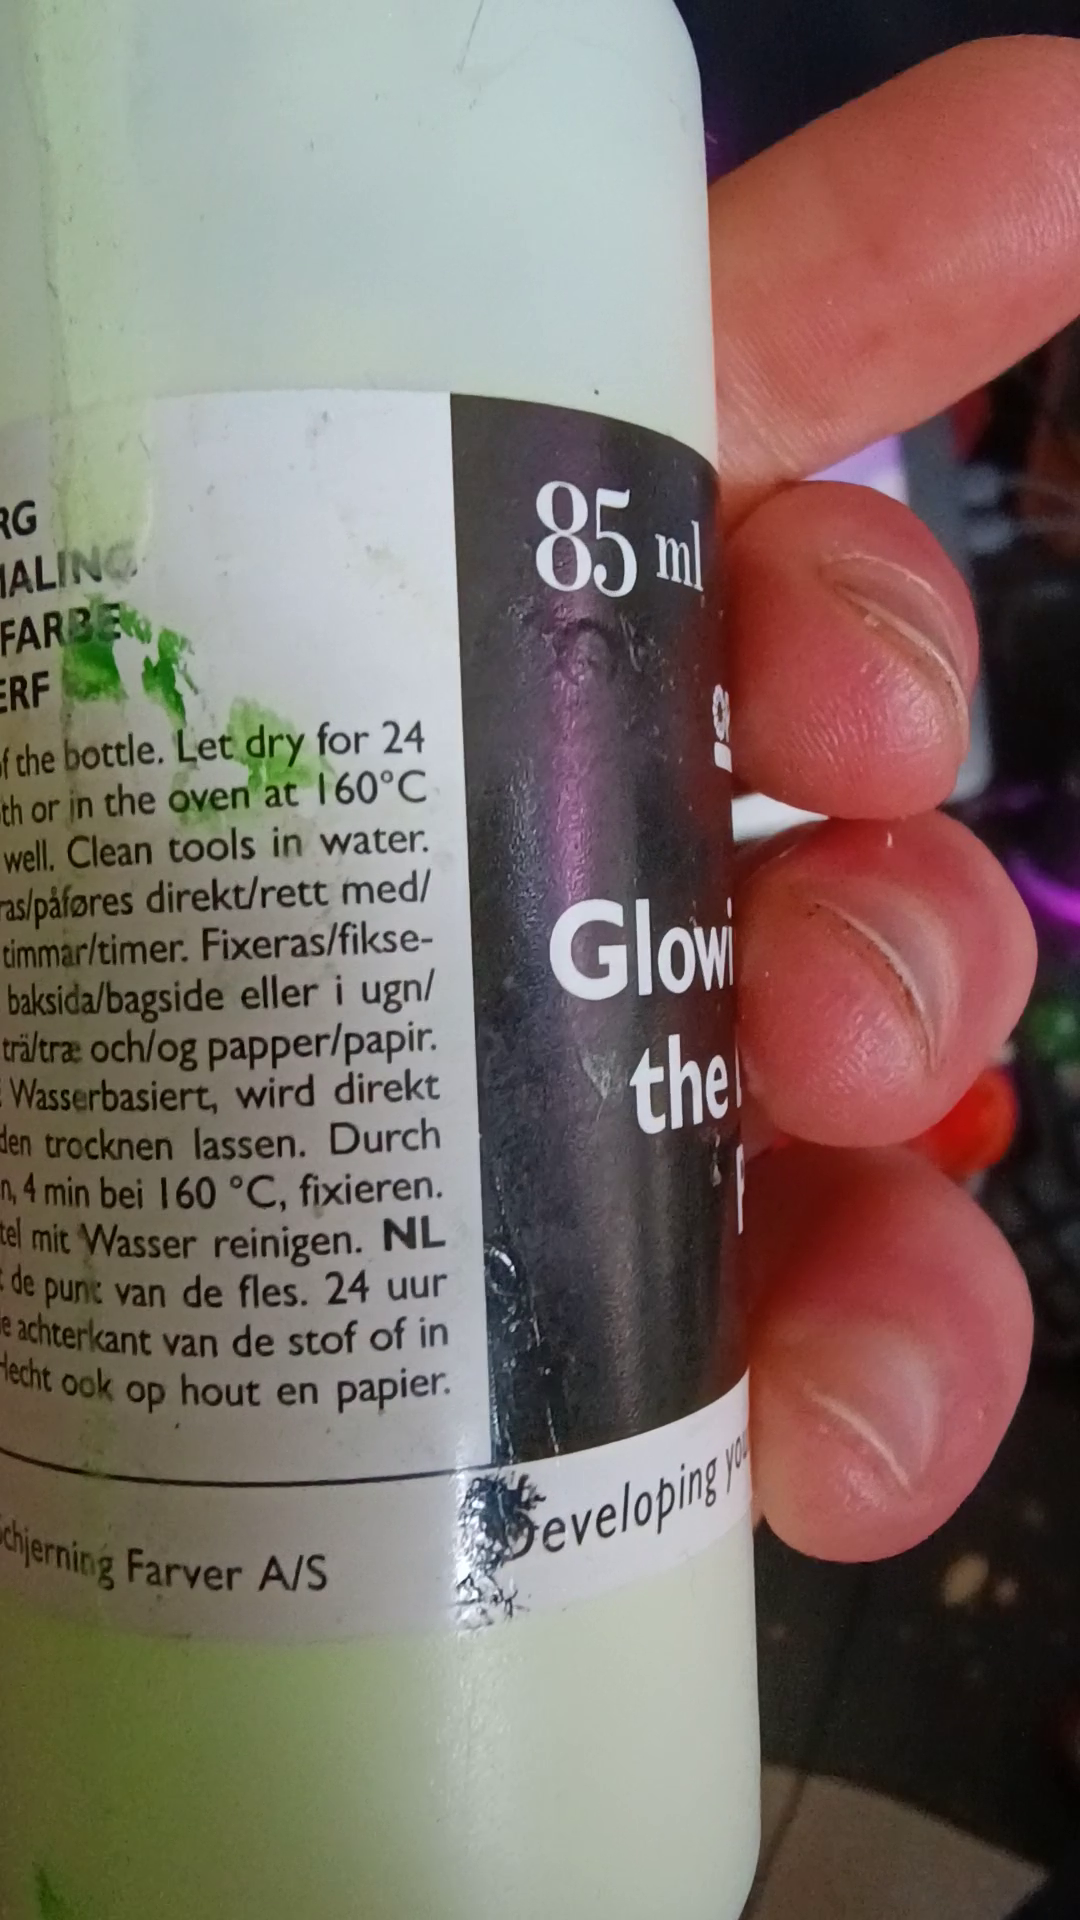 RG
MALING
FARBE
ERF
of the bottle. Let dry for 24
th or in the oven at 160°C
well. Clean tools in water.
ras/påføres direkt/rett med/
timmar/timer. Fixeras/fikse-
baksida/bagside eller i ugn/
trä/træ och/og papper/papir.
Wasserbasiert, wird direkt
den trocknen lassen. Durch
n, 4 min bei 160 °C, fixieren.
tel mit Wasser reinigen. NL
de punt van de fles. 24 uur
e achterkant van de stof of in
Hecht ook op hout en papier.
Schjerning Farver A/S
85 ml
Glowi
the
P
Developing you